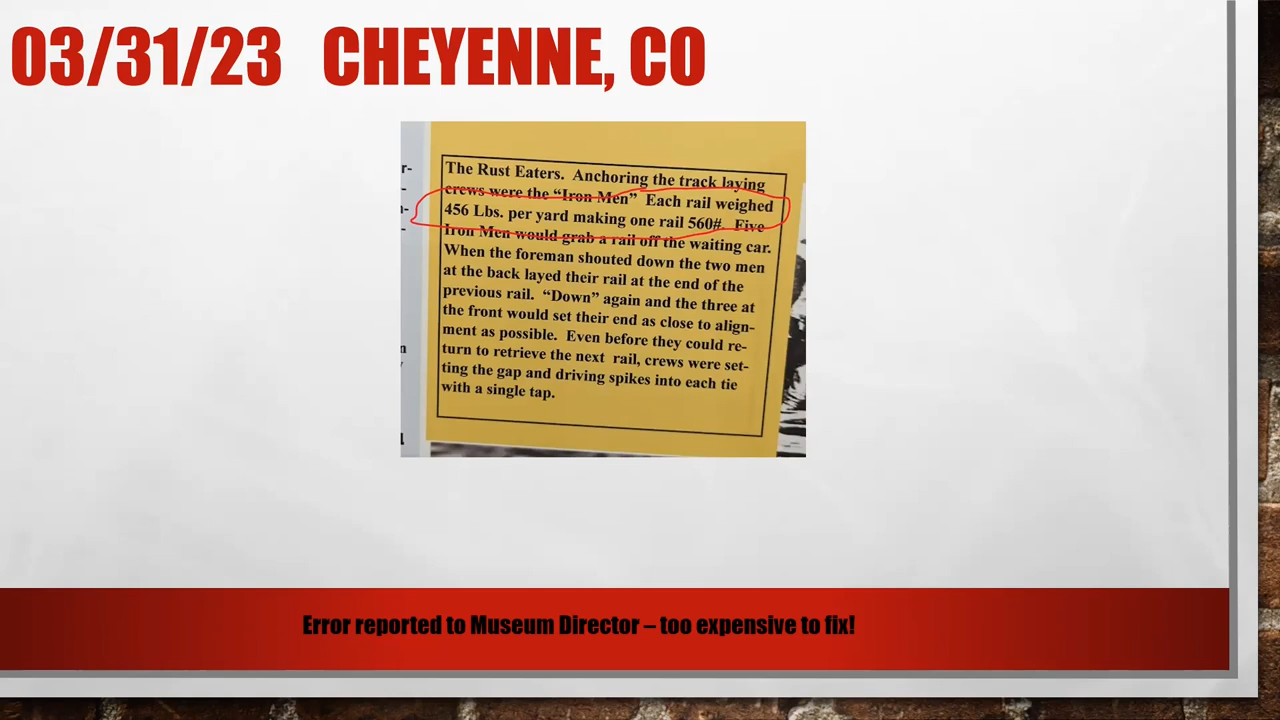 03/31/23 CHEYENNE, CO
The Rust Eaters. Anchoring the track laying
crews were the “Iron Men” Each rail weighed
456 Lbs. per yard making one rail 560#. Five
Iron Men would grab a rail off the waiting car.
When the foreman shouted down the two men
at the back layed their rail at the end of the
previous rail. “Down” again and the three at
the front would set their end as close to align-
ment as possible. Even before they could re-
turn to retrieve the next rail, crews were set-
ting the gap and driving spikes into each tie
with a single tap.
Error reported to Museum Director – too expensive to fix!